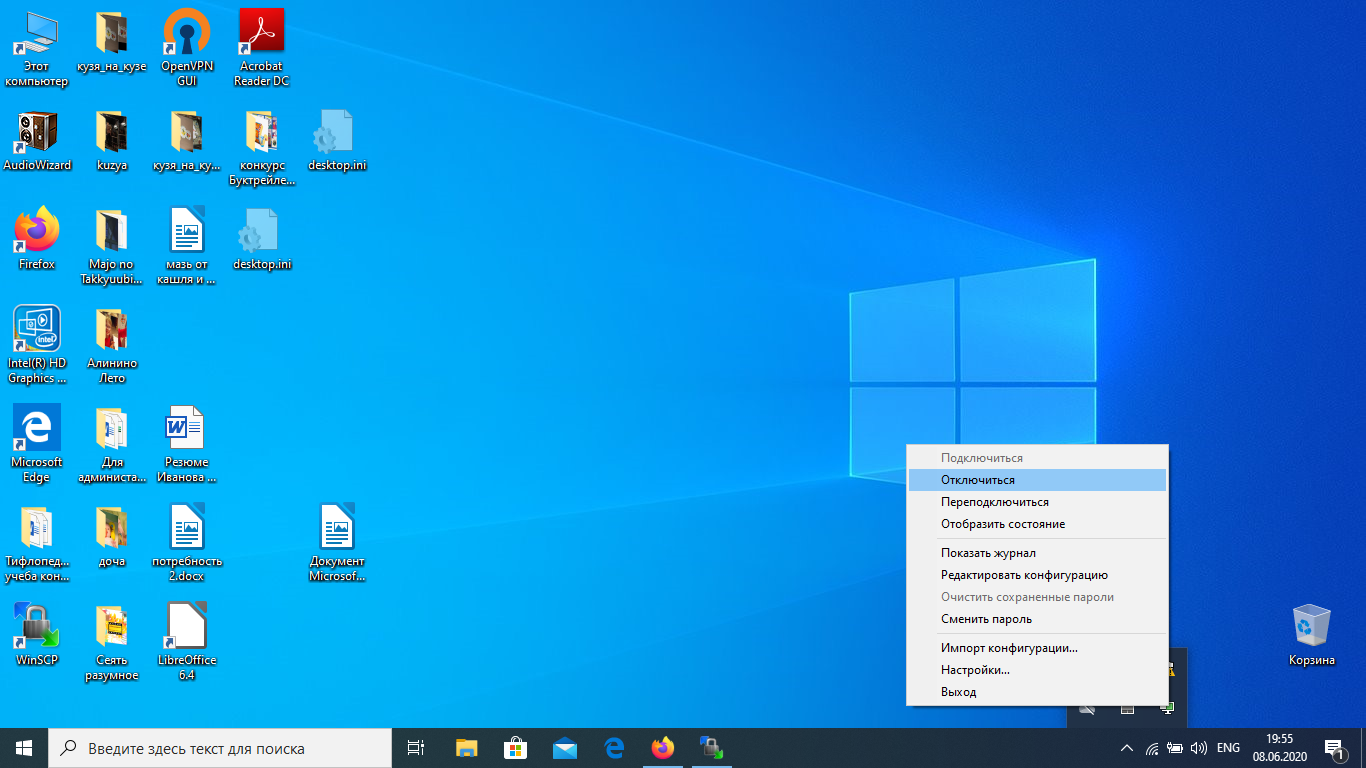 Этот
компьютер
кузя_на_кузе
OpenVPN
GUI
Acrobat
Reader DC
AudioWizard
kuzya
кузя_на_ку...
конкурс
Буктрейле...
desktop.ini
Firefox
Majo no
Takkyuubi...
мазь от
кашля и ...
desktop.ini
Intel(R) HD
Graphics ...
Алинино
Лето
Microsoft
Edge
Для
администа...
Резюме
Иванова ...
Тифлопед...
учеба кон...
доча
потребность
2.docx
Документ
Microsof...
WinSCP
Сеять
разумное
LibreOffice
6.4
Корзина
Подключиться
Отключиться
Переподключиться
Отобразить состояние
Показать журнал
Редактировать конфигурацию
Очистить сохраненные пароли
Сменить пароль
Импорт конфигурации...
Настройки...
Выход
Введите здесь текст для поиска
ENG
19:55
08.06.2020
1